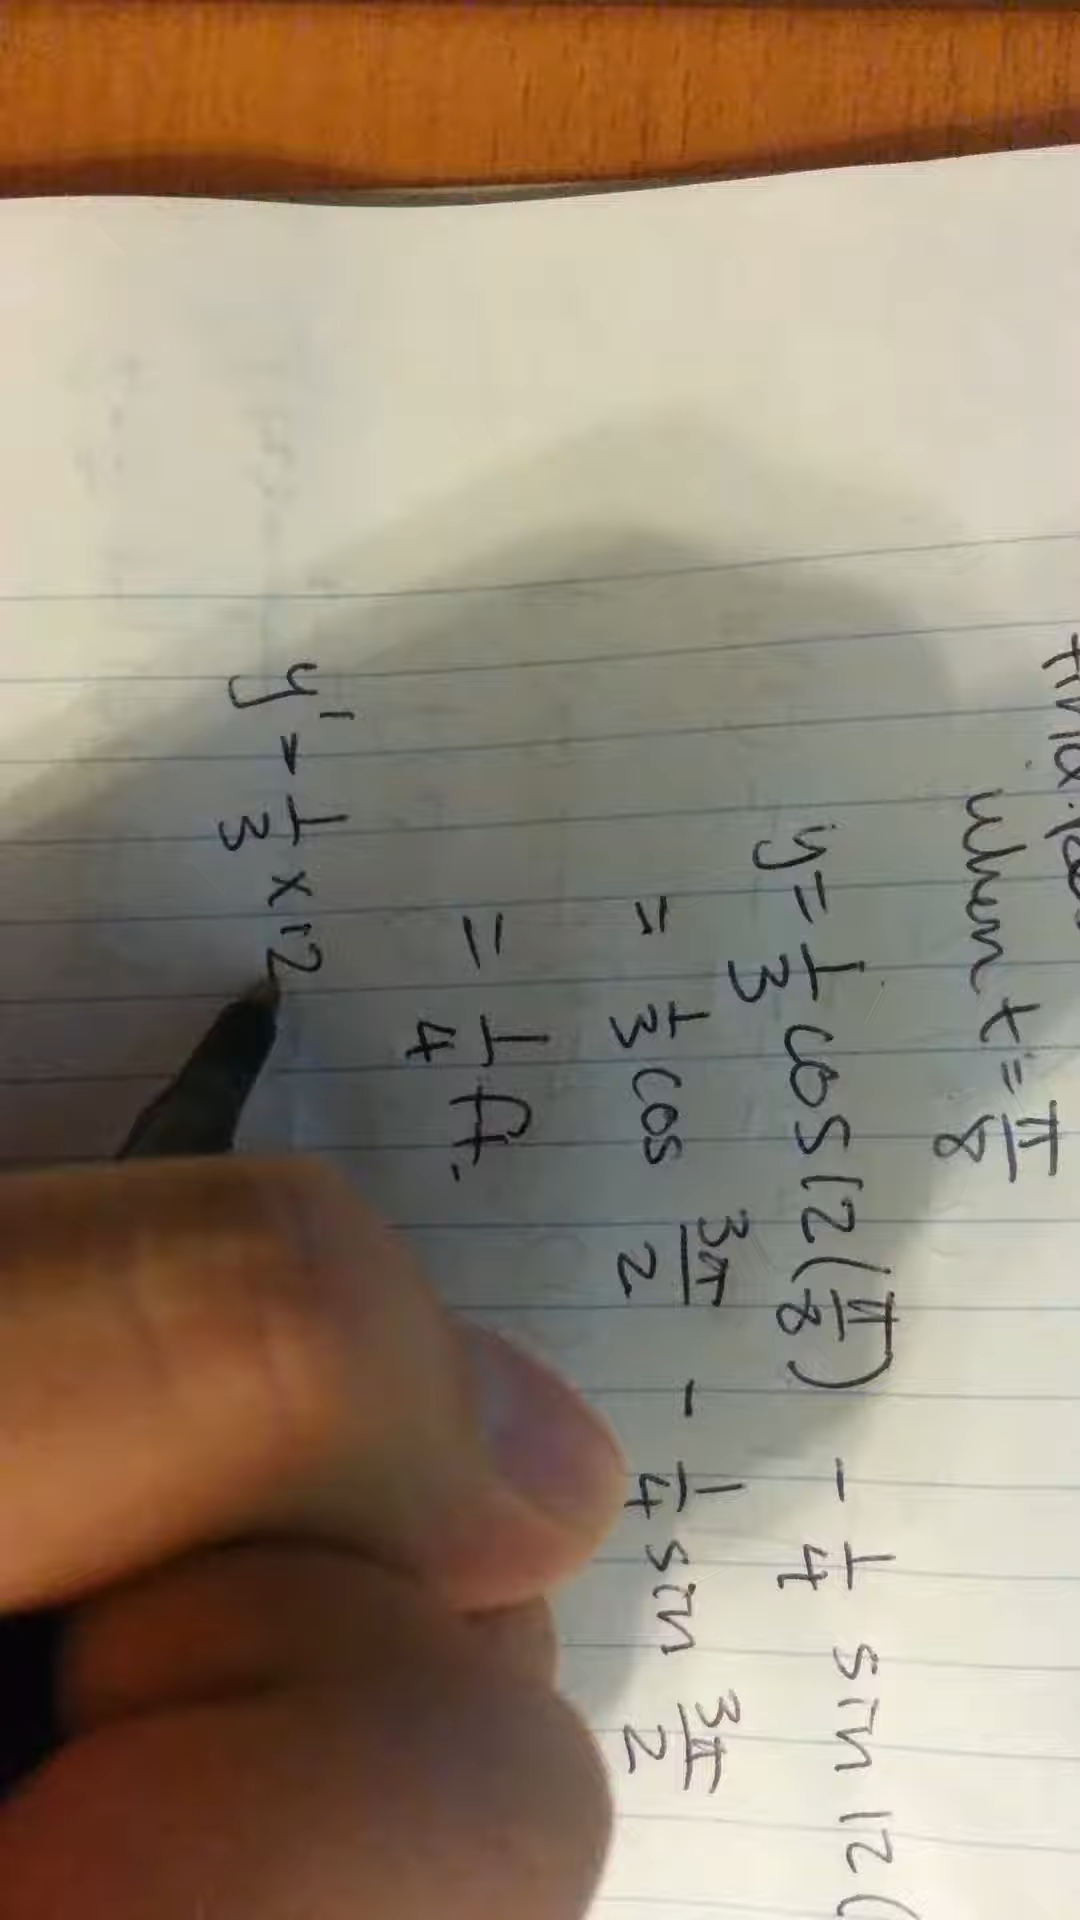 when t = π/8
y = 1/3 cos 12(π/8) - 1/4 sin 12(
= 1/3 cos 3π/2 - 1/4 sin 3π/2
= 1/4 ft.
y' = 1/3 × 12